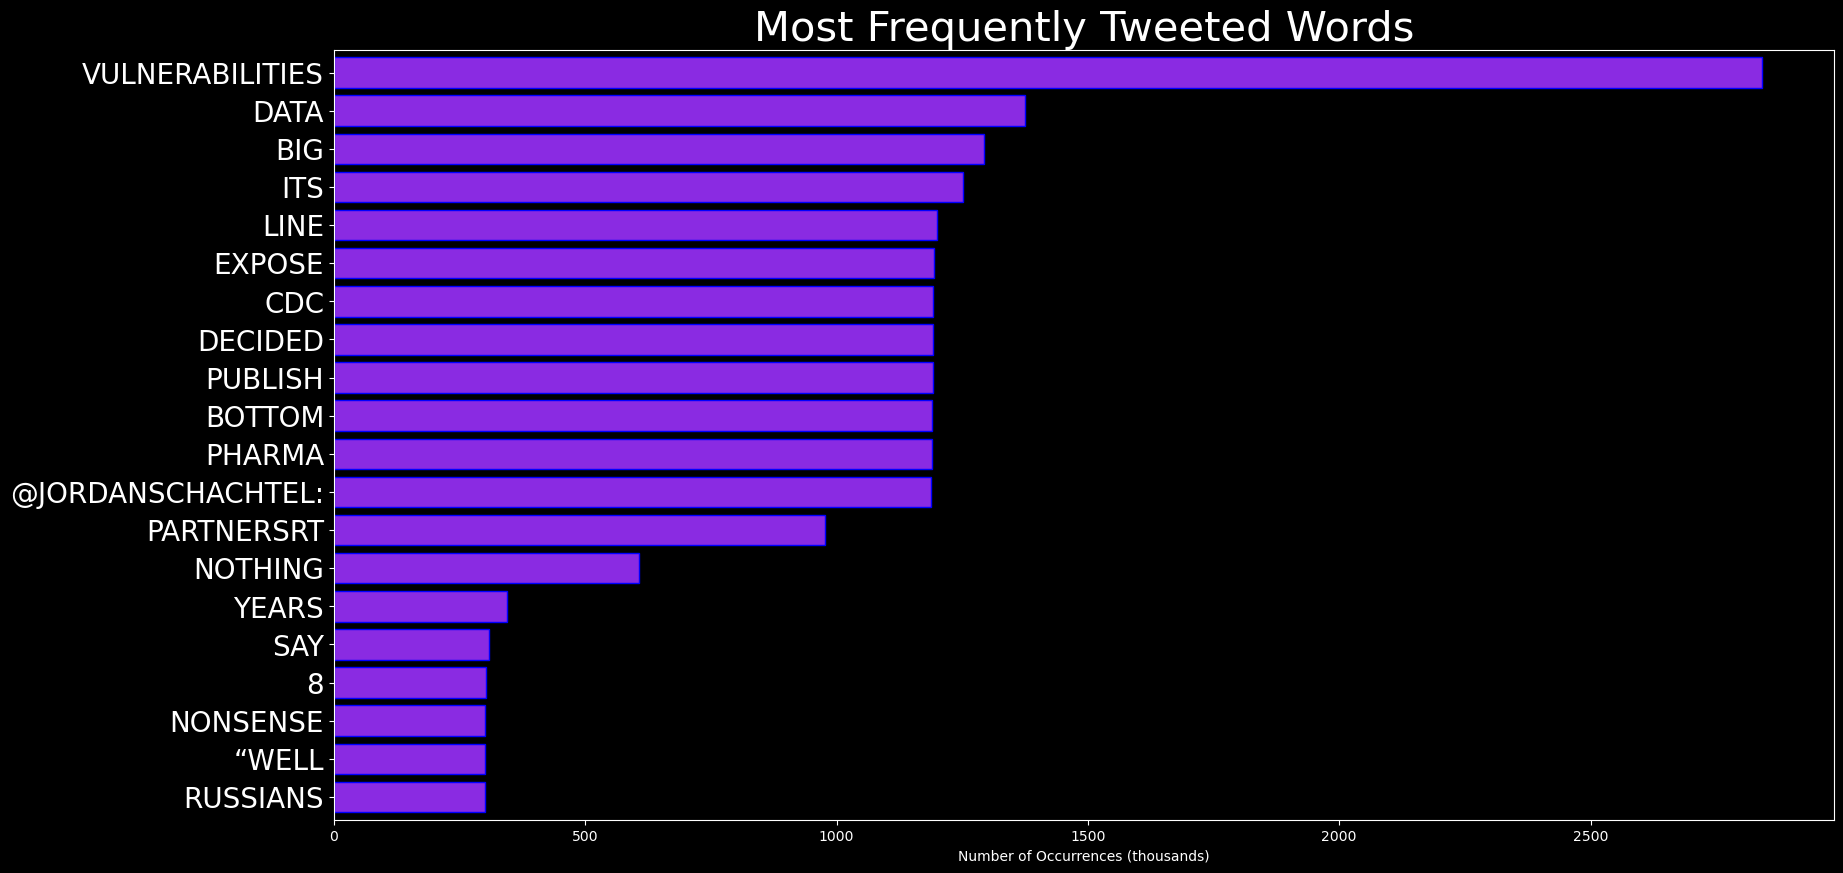 Most Frequently Tweeted Words
VULNERABILITIES
DATA
BIG
ITS
LINE
EXPOSE
CDC
DECIDED
PUBLISH
BOTTOM
PHARMA
@JORDANSCHACHTEL:
PARTNERSRT
NOTHING
YEARS
SAY
8
NONSENSE
“WELL
RUSSIANS
0 500 1000 1500 2000 2500
Number of Occurrences (thousands)